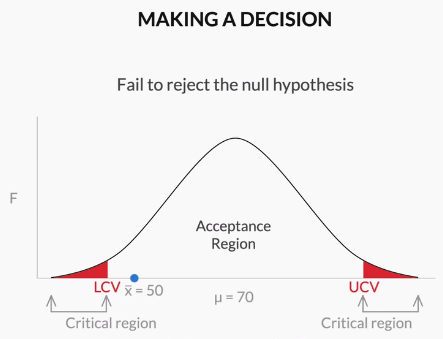 MAKING A DECISION
Fail to reject the null hypothesis
F
Acceptance
Region
LCV
x̅ = 50
μ = 70
UCV
Critical region
Critical region